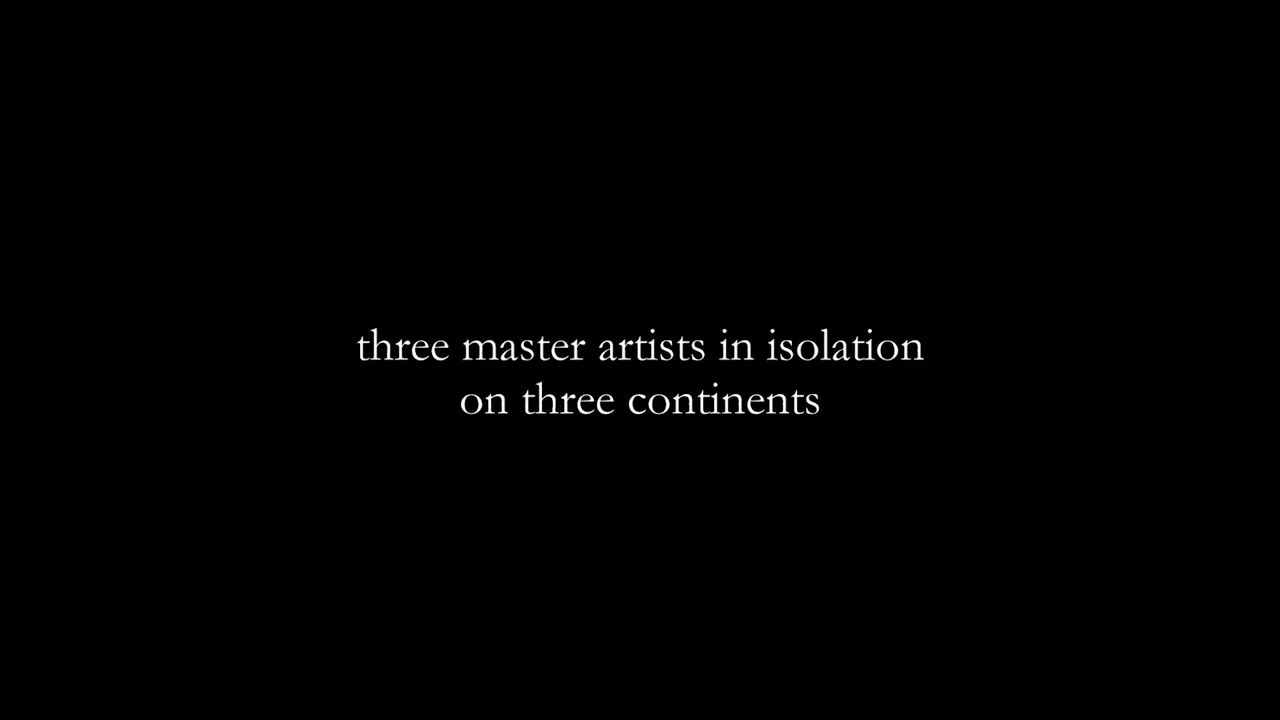 three master artists in isolation
on three continents